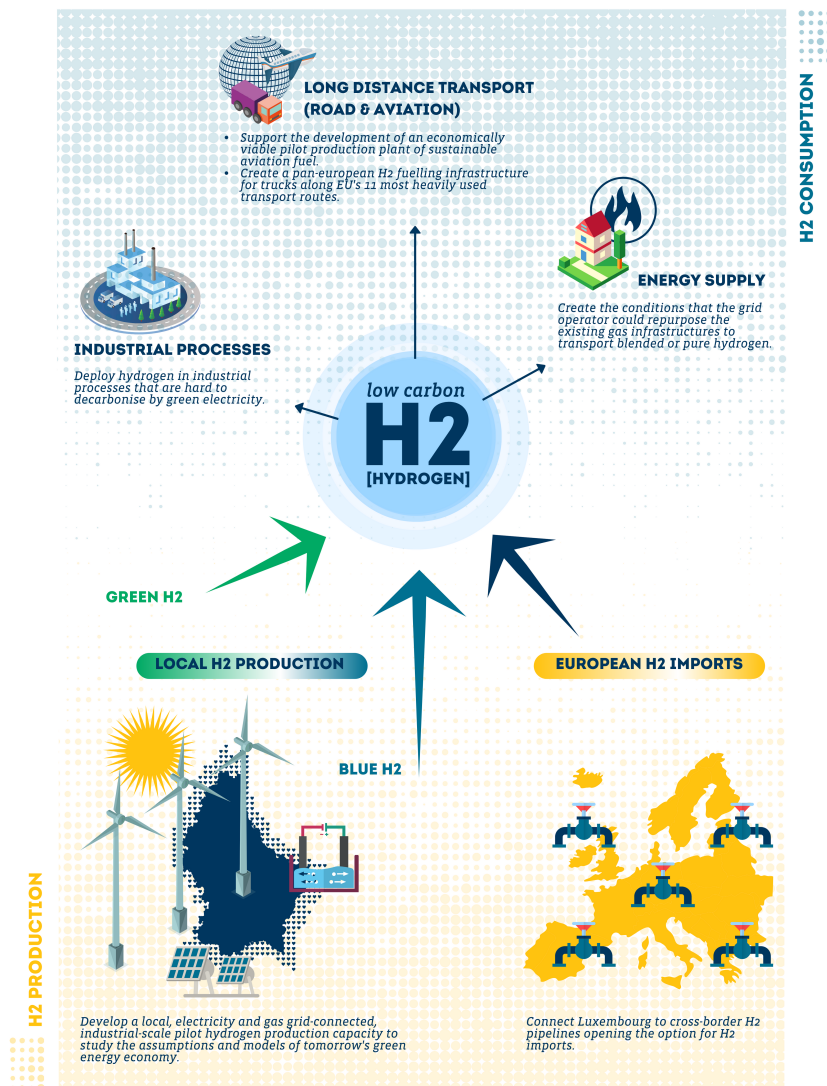 H2 CONSUMPTION
LONG DISTANCE TRANSPORT
(ROAD & AVIATION)
• Support the development of an economically
viable pilot production plant of sustainable
aviation fuel.
• Create a pan-european H2 fuelling infrastructure
for trucks along EU's 11 most heavily used
transport routes.
ENERGY SUPPLY
Create the conditions that the grid
operator could repurpose the
existing gas infrastructures to
transport blended or pure hydrogen.
INDUSTRIAL PROCESSES
Deploy hydrogen in industrial
processes that are hard to
decarbonise by green electricity.
low carbon
H2
[HYDROGEN]
GREEN H2
LOCAL H2 PRODUCTION
EUROPEAN H2 IMPORTS
BLUE H2
H2 PRODUCTION
Develop a local, electricity and gas grid-connected,
industrial-scale pilot hydrogen production capacity to
study the assumptions and models of tomorrow's green
energy economy.
Connect Luxembourg to cross-border H2
pipelines opening the option for H2
imports.